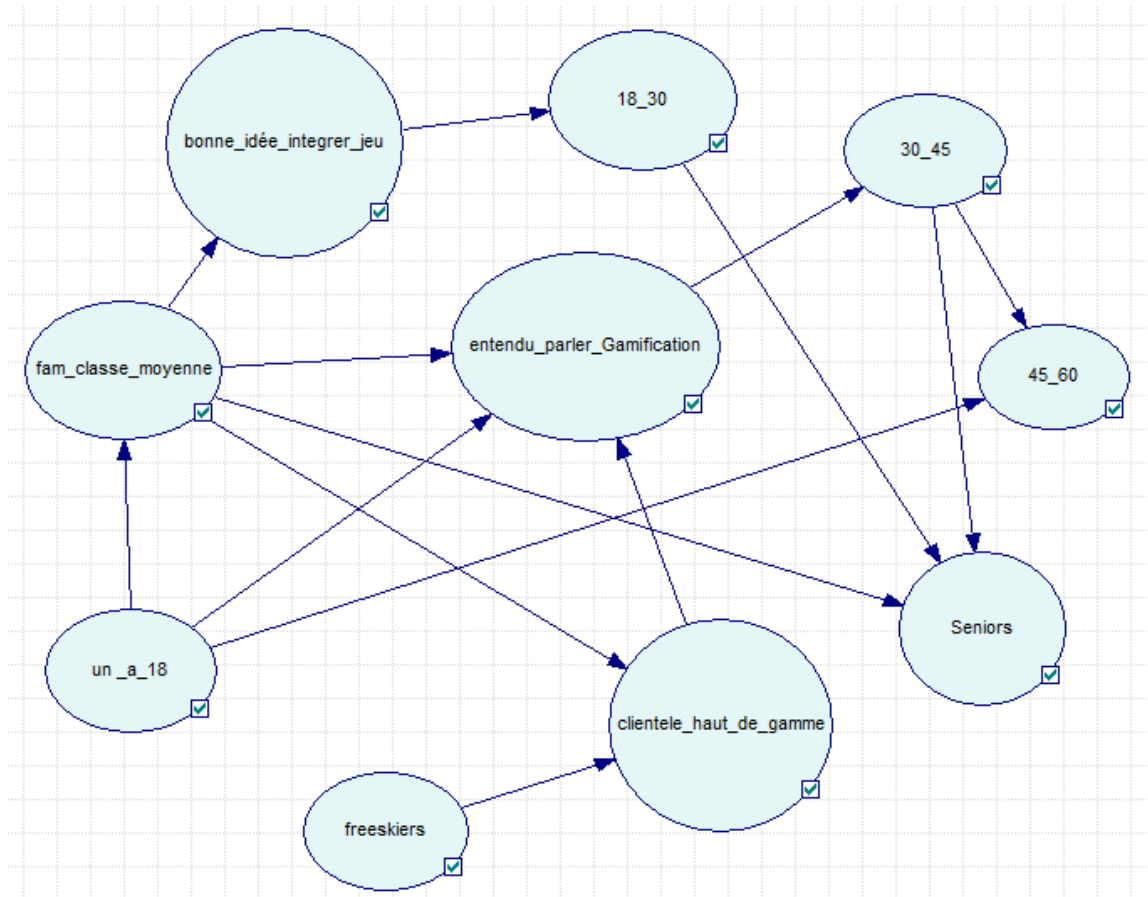 18_30
bonne_idée_integrer_jeu
30_45
entendu_parler_Gamification
fam_classe_moyenne
45_60
Seniors
un _a_18
clientele_haut_de_gamme
freeskiers